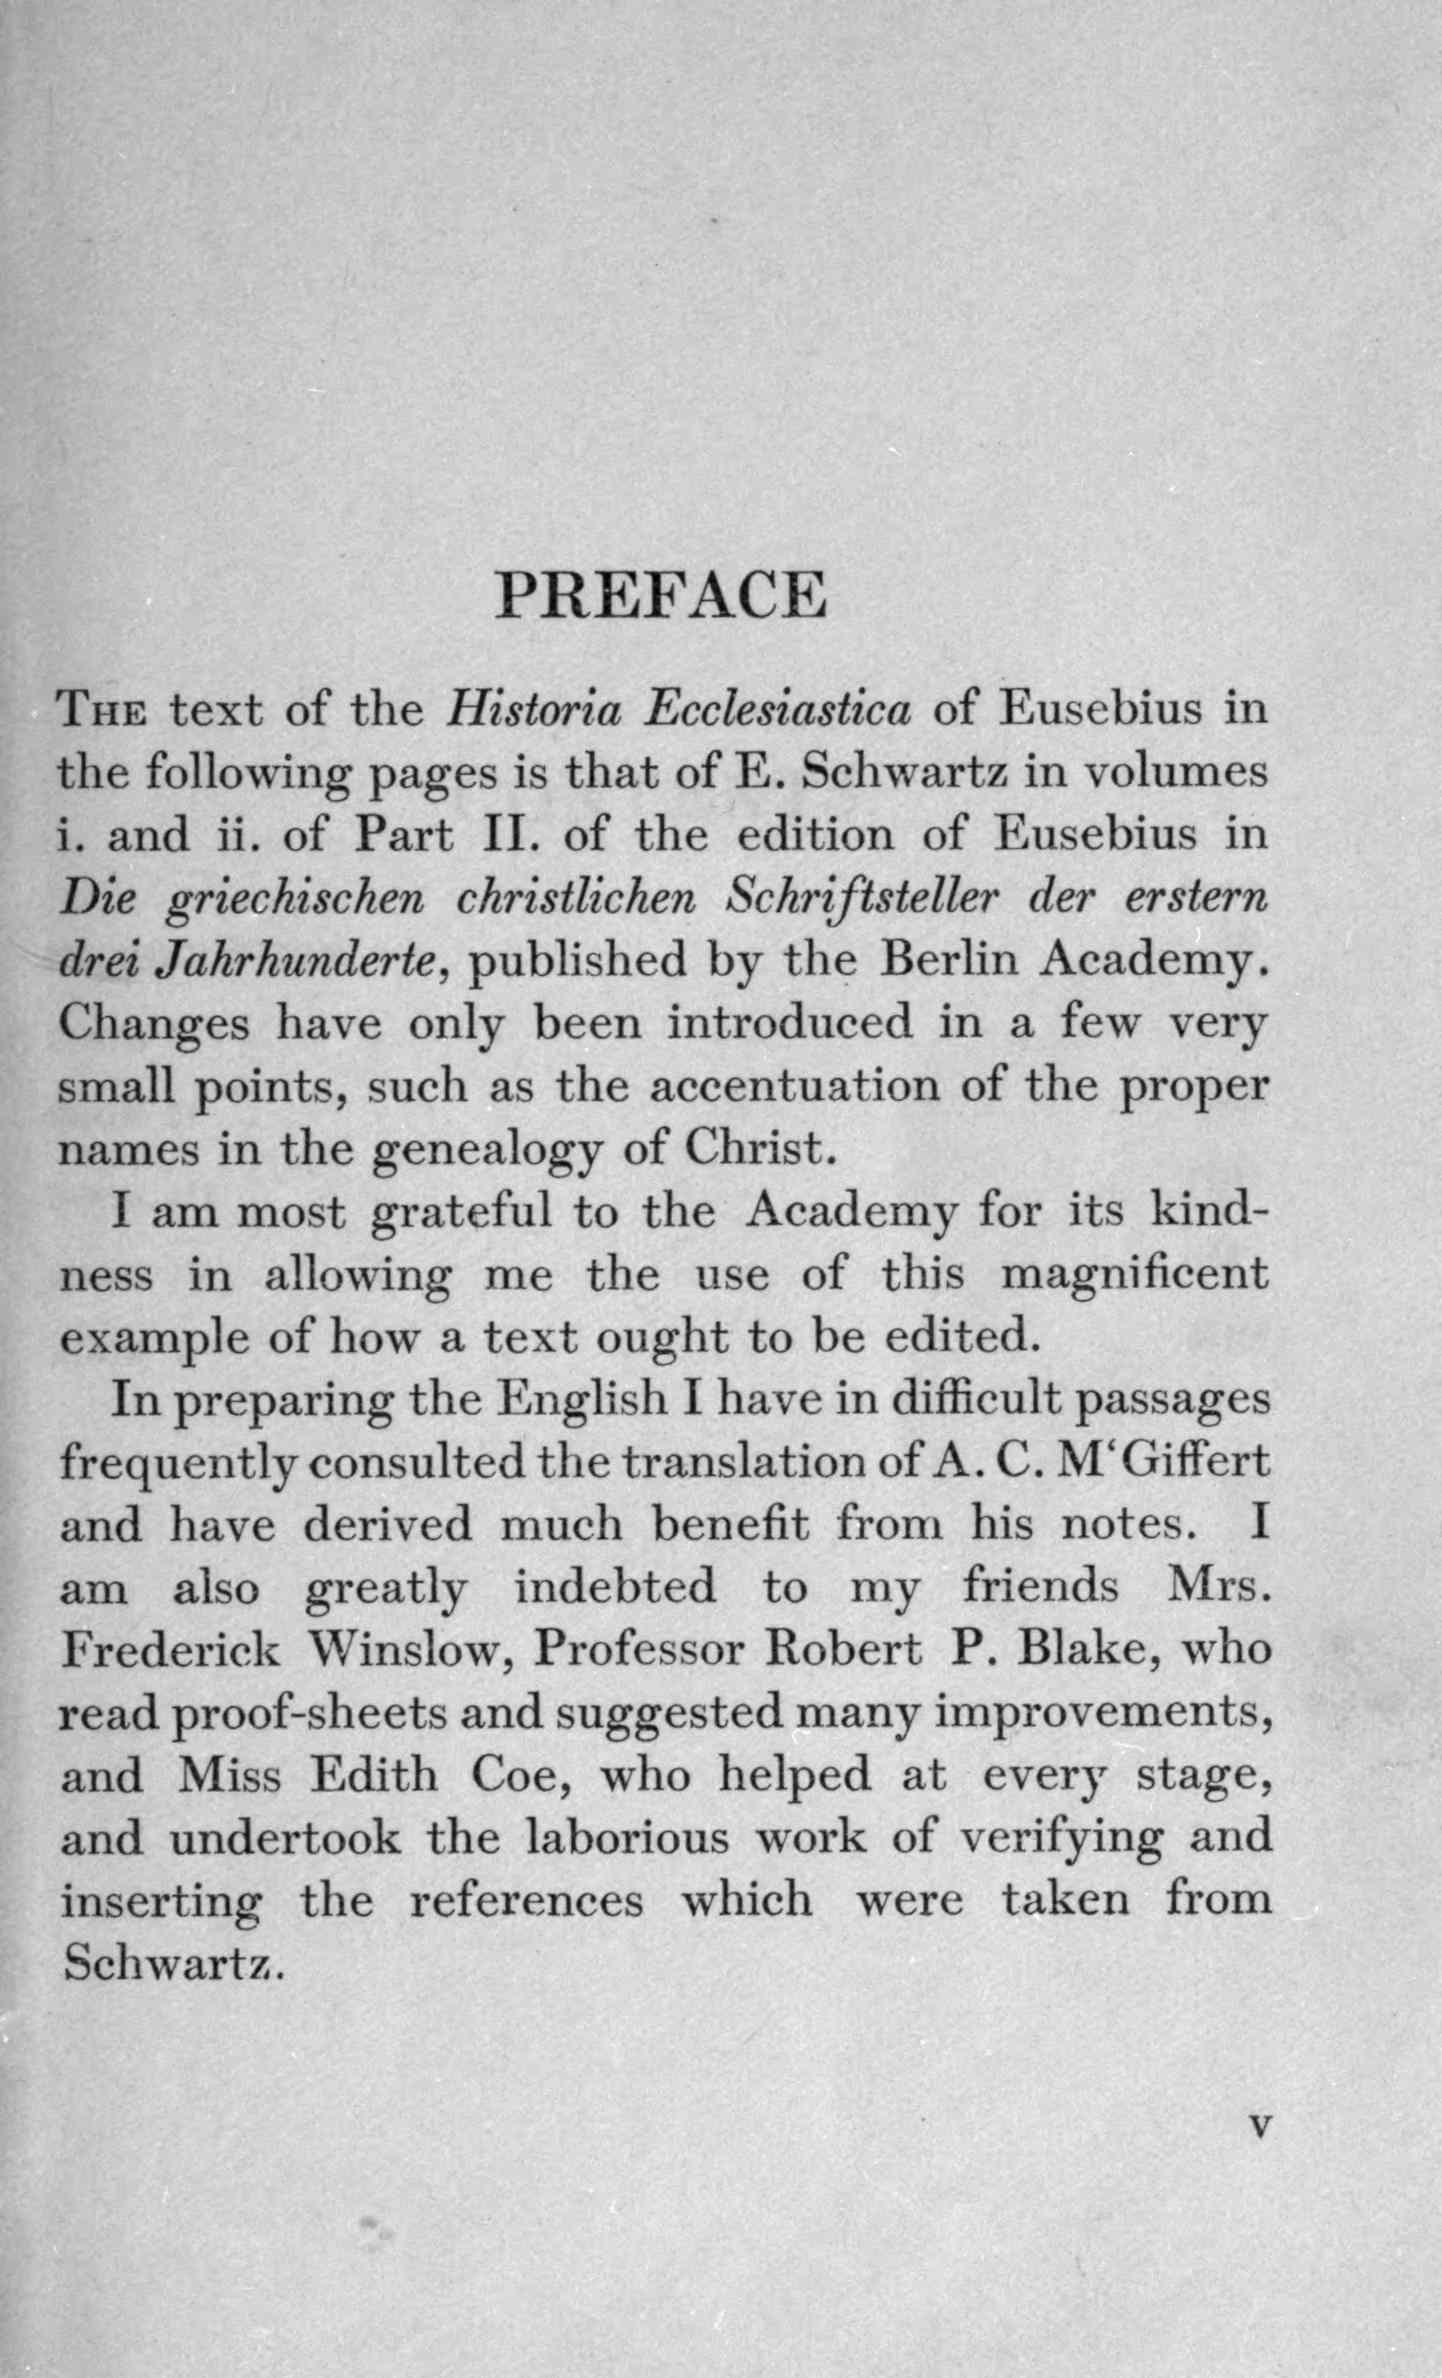 PREFACE
THE text of the Historia Ecclesiastica of Eusebius in
the following pages is that of E. Schwartz in volumes
i. and ii. of Part II. of the edition of Eusebius in
Die griechischen christlichen Schriftsteller der erstern
drei Jahrhunderte, published by the Berlin Academy.
Changes have only been introduced in a few very
small points, such as the accentuation of the proper
names in the genealogy of Christ.
I am most grateful to the Academy for its kind-
ness in allowing me the use of this magnificent
example of how a text ought to be edited.
In preparing the English I have in difficult passages
frequently consulted the translation of A. C. M‘Giffert
and have derived much benefit from his notes. I
am also greatly indebted to my friends Mrs.
Frederick Winslow, Professor Robert P. Blake, who
read proof-sheets and suggested many improvements,
and Miss Edith Coe, who helped at every stage,
and undertook the laborious work of verifying and
inserting the references which were taken from
Schwartz.
v